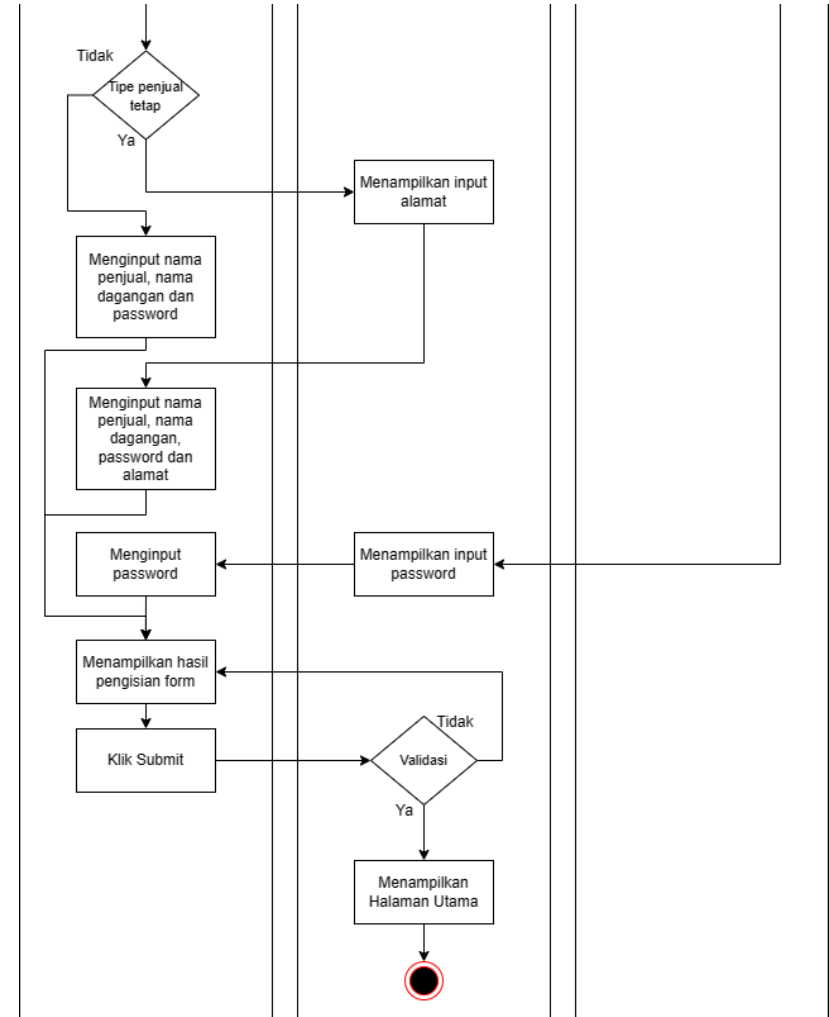 Tidak
Tipe penjual
tetap
Ya
Menampilkan input
alamat
Menginput nama
penjual, nama
dagangan dan
password
Menginput nama
penjual, nama
dagangan,
password dan
alamat
Menginput
password
Menampilkan input
password
Menampilkan hasil
pengisian form
Tidak
Klik Submit
Validasi
Ya
Menampilkan
Halaman Utama